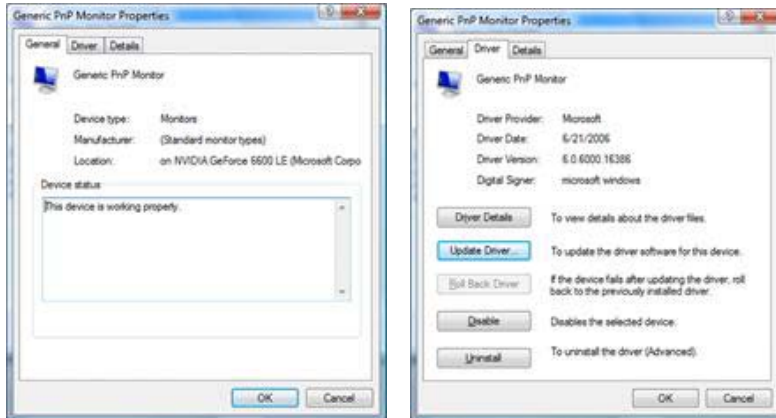 Generic PnP Monitor Properties
General Driver Details
Generic PnP Monitor
Device type: Monitors
Manufacturer: (Standard monitor types)
Location: on NVIDIA GeForce 6600 LE (Microsoft Corpo
Device status
This device is working properly.
OK Cancel
Generic PnP Monitor Properties
General Driver Details
Generic PnP Monitor
Driver Provider: Microsoft
Driver Date: 6/21/2006
Driver Version: 6.0.6000.16386
Digital Signer: microsoft windows
Driver Details To view details about the driver files.
Update Driver... To update the driver software for this device.
Roll Back Driver If the device fails after updating the driver, roll
back to the previously installed driver.
Disable Disables the selected device.
Uninstall To uninstall the driver (Advanced).
OK Cancel